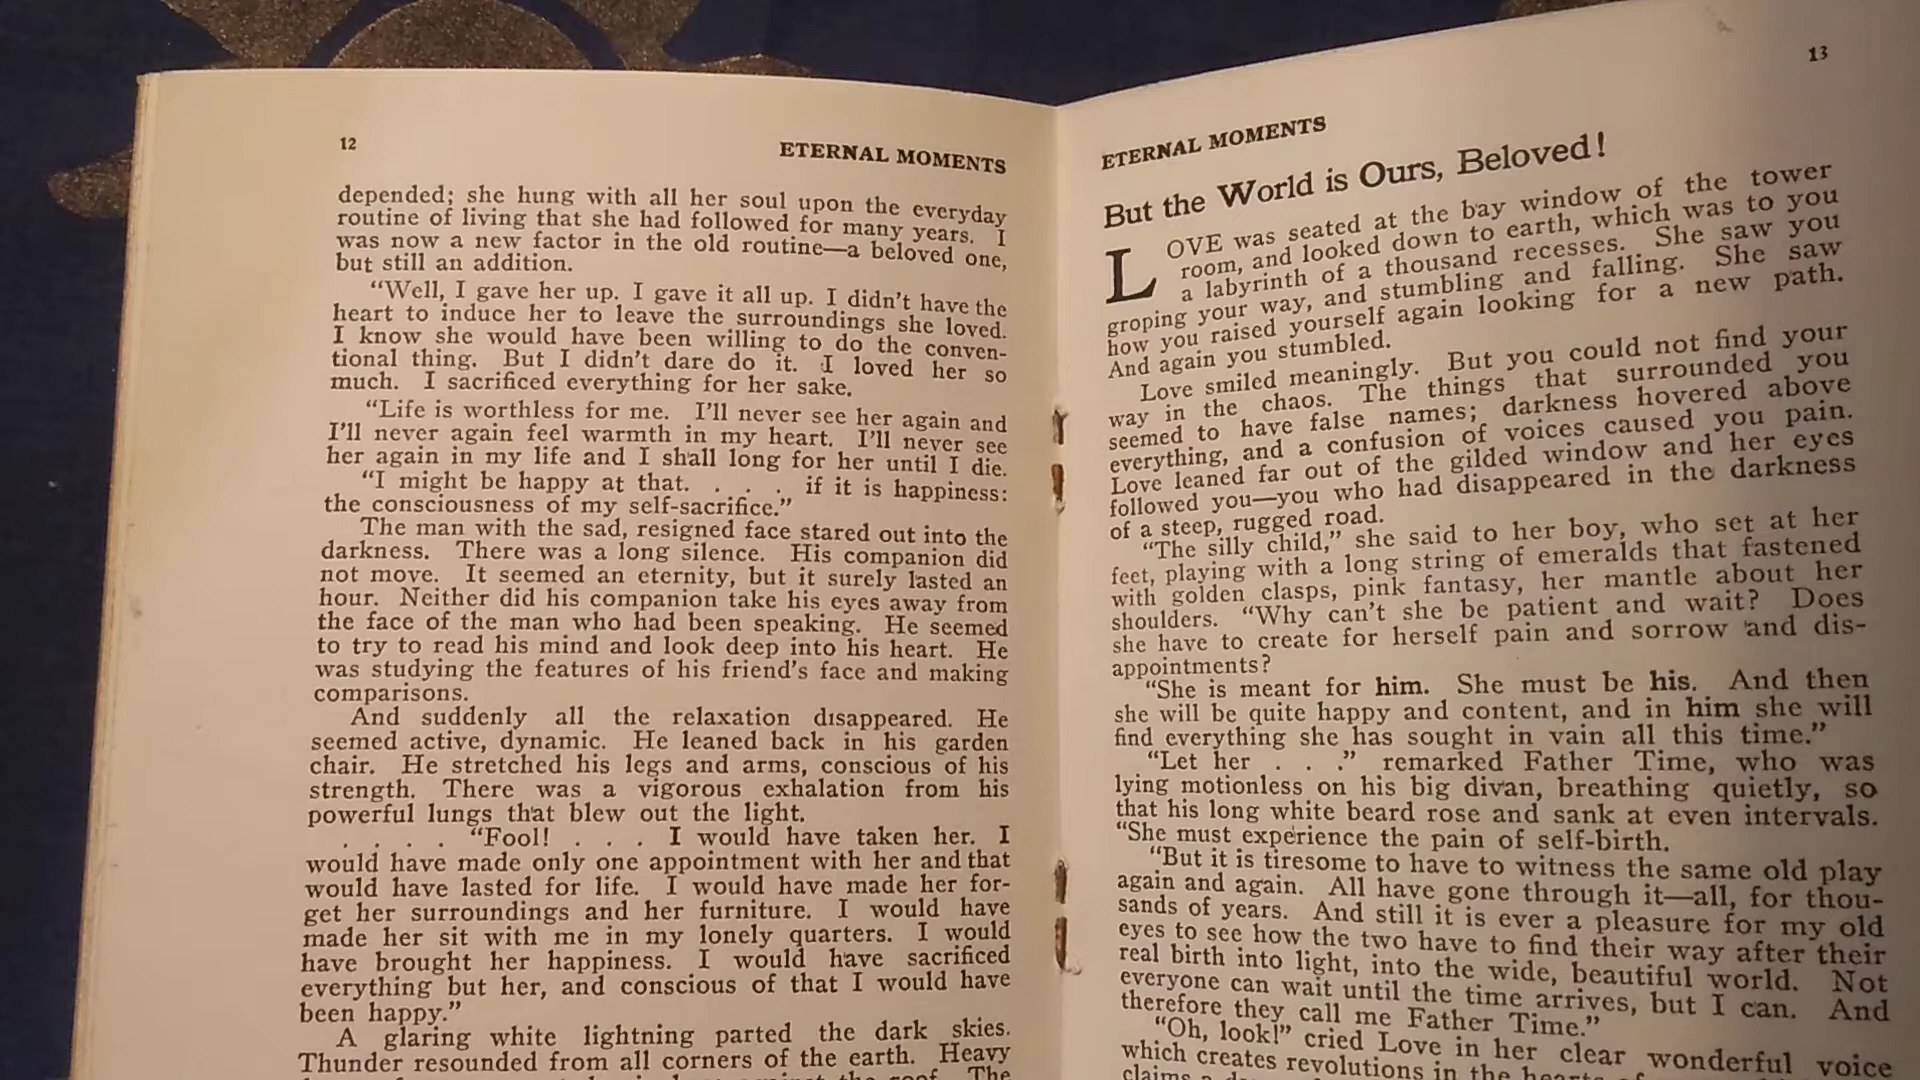 12
ETERNAL MOMENTS
depended; she hung with all her soul upon the everyday
routine of living that she had followed for many years. I
was now a new factor in the old routine—a beloved one,
but still an addition.
“Well, I gave her up. I gave it all up. I didn’t have the
heart to induce her to leave the surroundings she loved.
I know she would have been willing to do the conven-
tional thing. But I didn’t dare do it. I loved her so
much. I sacrificed everything for her sake.
“Life is worthless for me. I’ll never see her again and
I’ll never again feel warmth in my heart. I’ll never see
her again in my life and I shall long for her until I die.
“I might be happy at that. . . . if it is happiness:
the consciousness of my self-sacrifice.”
The man with the sad, resigned face stared out into the
darkness. There was a long silence. His companion did
not move. It seemed an eternity, but it surely lasted an
hour. Neither did his companion take his eyes away from
the face of the man who had been speaking. He seemed
to try to read his mind and look deep into his heart. He
was studying the features of his friend’s face and making
comparisons.
And suddenly all the relaxation disappeared. He
seemed active, dynamic. He leaned back in his garden
chair. He stretched his legs and arms, conscious of his
strength. There was a vigorous exhalation from his
powerful lungs that blew out the light.
. . . . “Fool! . . . I would have taken her. I
would have made only one appointment with her and that
would have lasted for life. I would have made her for-
get her surroundings and her furniture. I would have
made her sit with me in my lonely quarters. I would
have brought her happiness. I would have sacrificed
everything but her, and conscious of that I would have
been happy.”
A glaring white lightning parted the dark skies.
Thunder resounded from all corners of the earth. Heavy
roof. The
13
ETERNAL MOMENTS
But the World is Ours, Beloved!
LOVE was seated at the bay window of the tower
room, and looked down to earth, which was to you
a labyrinth of a thousand recesses. She saw you
groping your way, and stumbling and falling. She saw
how you raised yourself again looking for a new path.
And again you stumbled.
Love smiled meaningly. But you could not find your
way in the chaos. The things that surrounded you
seemed to have false names; darkness hovered above
everything, and a confusion of voices caused you pain.
Love leaned far out of the gilded window and her eyes
followed you—you who had disappeared in the darkness
of a steep, rugged road.
“The silly child,” she said to her boy, who set at her
feet, playing with a long string of emeralds that fastened
with golden clasps, pink fantasy, her mantle about her
shoulders. “Why can’t she be patient and wait? Does
she have to create for herself pain and sorrow and dis-
appointments?
“She is meant for him. She must be his. And then
she will be quite happy and content, and in him she will
find everything she has sought in vain all this time.”
“Let her . . .” remarked Father Time, who was
lying motionless on his big divan, breathing quietly, so
that his long white beard rose and sank at even intervals.
“She must experience the pain of self-birth.
“But it is tiresome to have to witness the same old play
again and again. All have gone through it—all, for thou-
sands of years. And still it is ever a pleasure for my old
eyes to see how the two have to find their way after their
real birth into light, into the wide, beautiful world. Not
everyone can wait until the time arrives, but I can. And
therefore they call me Father Time.”
“Oh, look!” cried Love in her clear wonderful voice
which creates revolutions in the hearts of
claims a